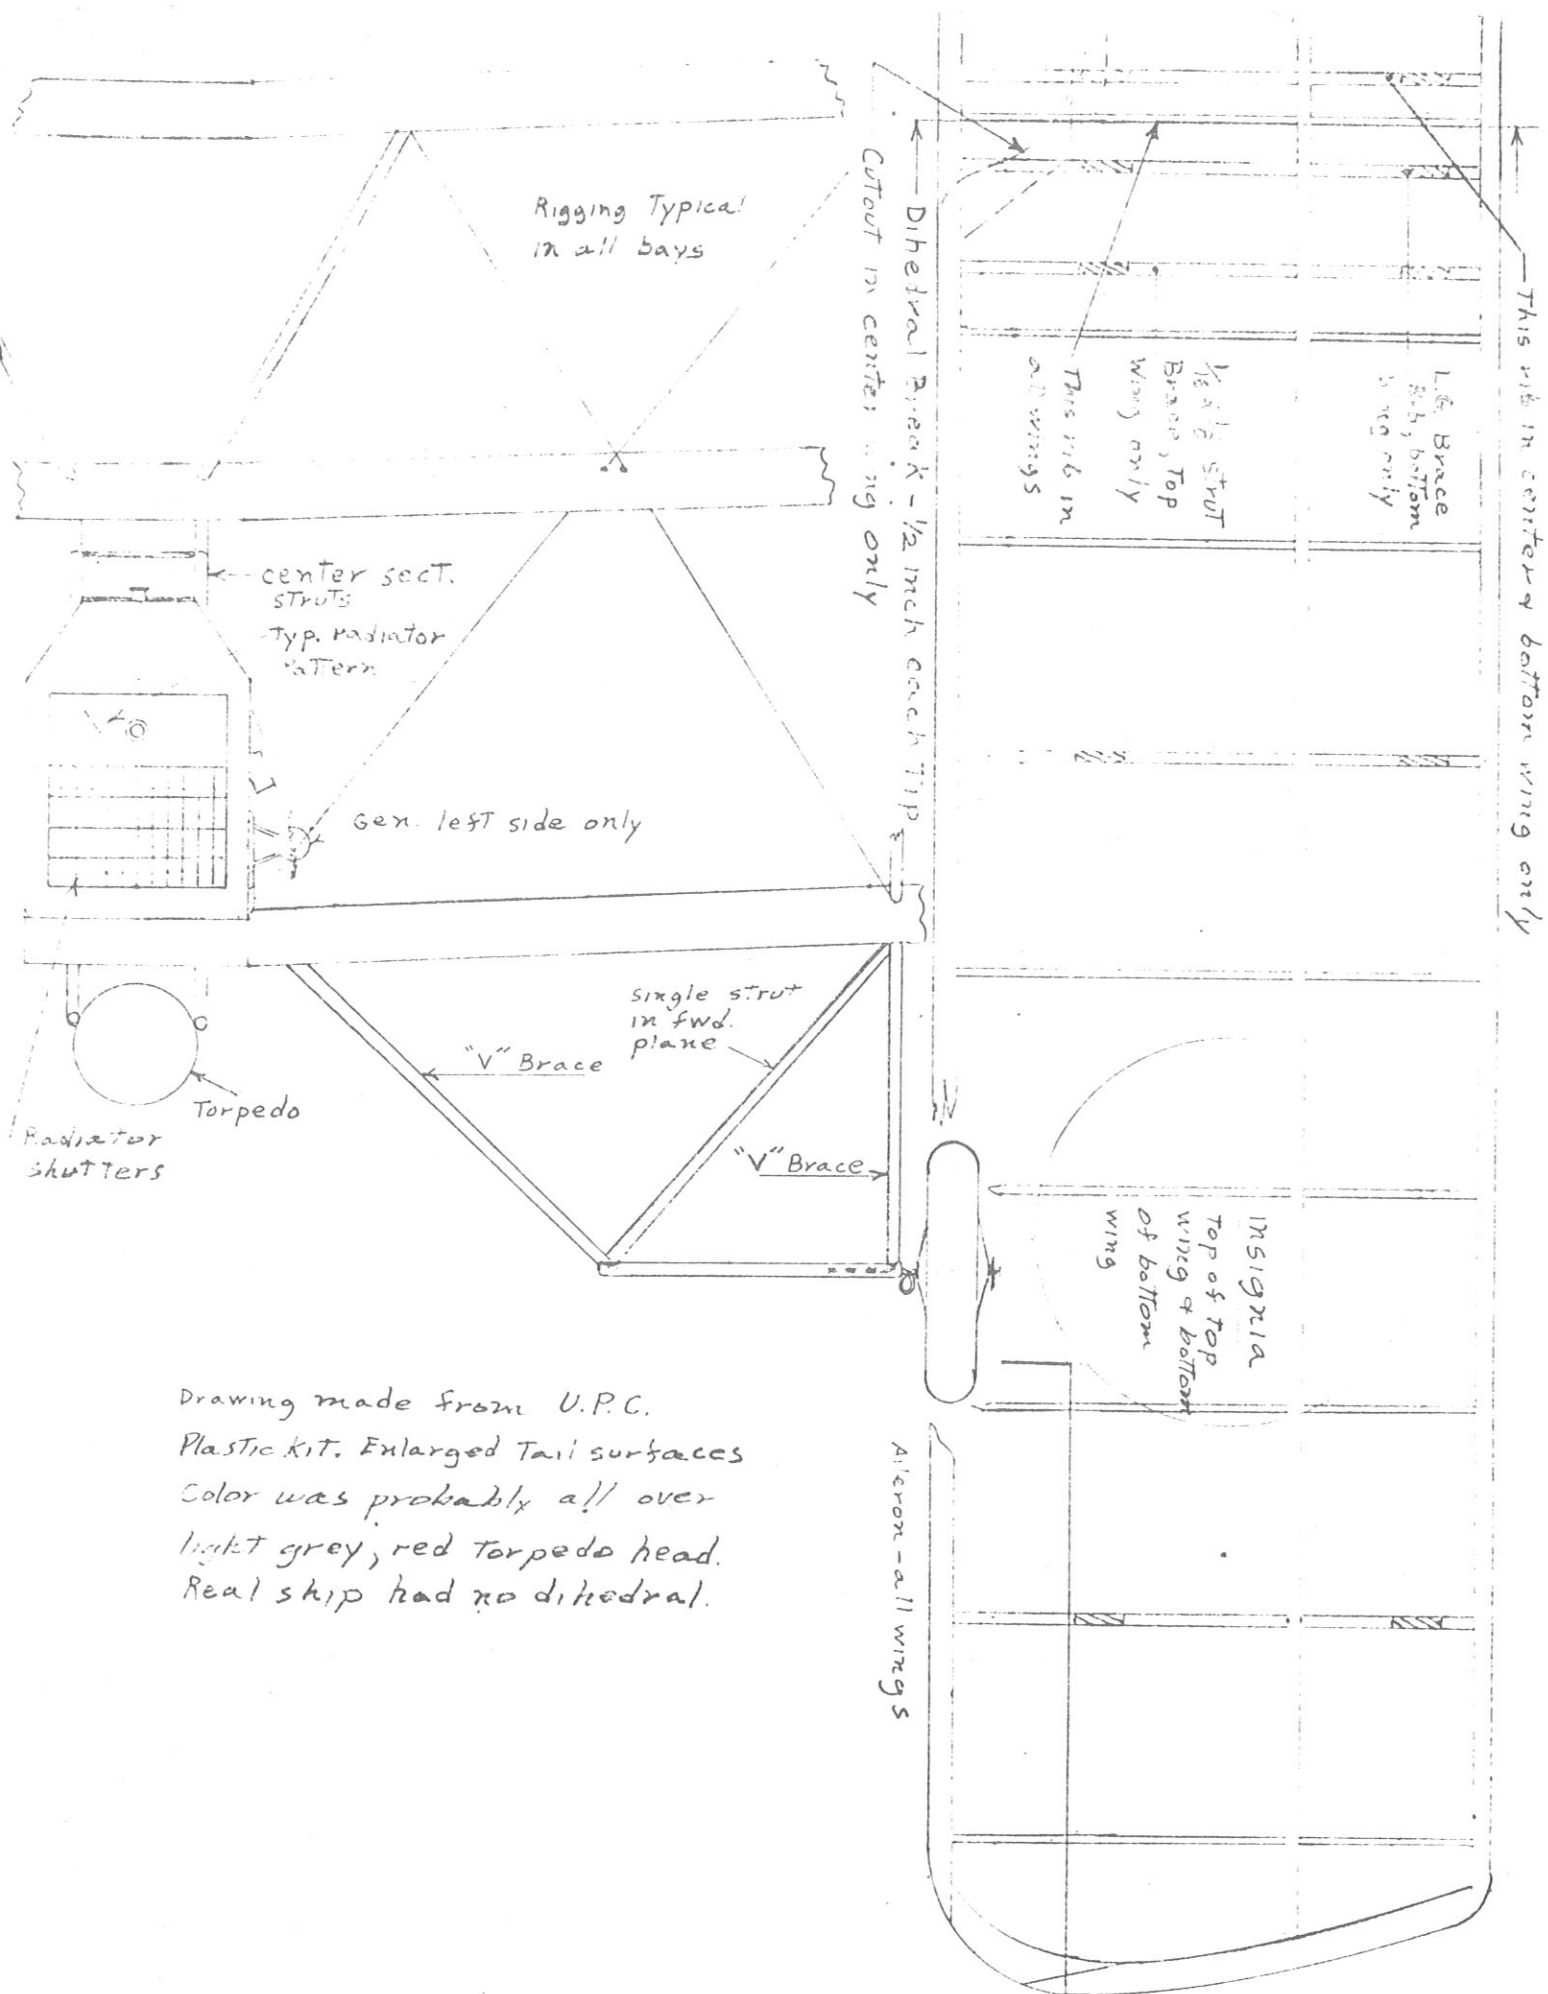 Rigging Typical
in all bays
center sect.
struts
Typ. radiator
Gen. left side only
single strut
in fwd.
plane
"V" Brace
"V" Brace
Torpedo
Radiator
shutters
Drawing made from U.P.C.
Plastic Kit. Enlarged Tail surfaces
Color was probably all over
light grey, red Torpedo head.
Real ship had no dihedral.
Dihedral Break - 1/2 inch each Tip
Cutout in center wing only
This rib in center & bottom wing only
L.G. Brace
bottom
only
strut
Brace, Top
wing only
This rib in
all wings
Insignia
Top of top
wing & bottom
of bottom
wing
Aileron - all wings